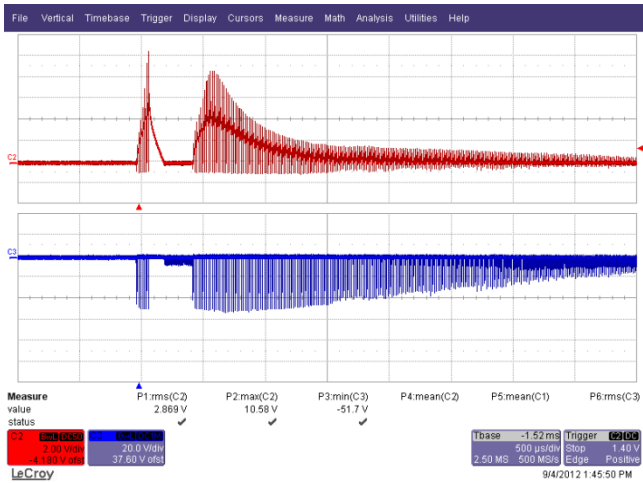 File Vertical Timebase Trigger Display Cursors Measure Math Analysis Utilities Help
C2
C3
Measure P1:rms(C2) P2:max(C2) P3:min(C3) P4:mean(C2) P5:mean(C1) P6:rms(C3)
value 2.869 V 10.58 V -51.7 V
status
C2 BwL DC50 C3 Tbase -1.52 ms Trigger C2 DC
2.00 V/div 20.0 V/div 500 µs/div Stop 1.40 V
-4.190 V ofst 37.60 V ofst 2.50 MS 500 MS/s Edge Positive
LeCroy 9/4/2012 1:45:50 PM